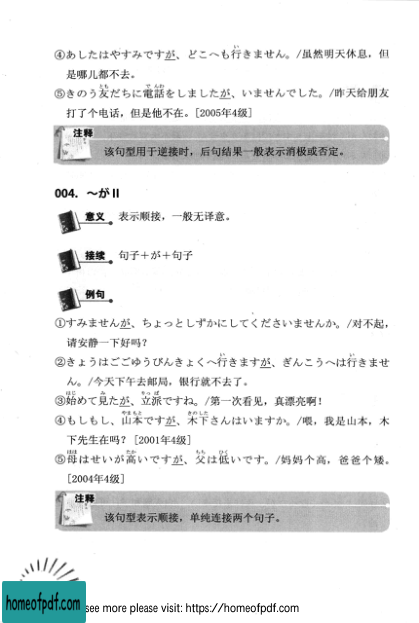 ④あしたはやすみですが、どこへも行きません。/虽然明天休息，但
是哪儿都不去。
⑤きのう友だちに電話をしましたが、いませんでした。/昨天给朋友
打了个电话，但是他不在。[2005年4级]
注释
该句型用于逆接时，后句结果一般表示消极或否定。
004. ～がⅡ
意义 表示顺接，一般无译意。
接续 句子＋が＋句子
例句
①すみませんが、ちょっとしずかにしてくださいませんか。/对不起，
请安静一下好吗？
②きょうはごごゆうびんきょくへ行きますが、ぎんこうへは行きませ
ん。/今天下午去邮局，银行就不去了。
③始めて見たが、立派ですね。/第一次看见，真漂亮啊！
④もしもし、山本ですが、木下さんはいますか。/喂，我是山本，木
下先生在吗？[2001年4级]
⑤母はせいが高いですが、父は低いです。/妈妈个高，爸爸个矮。
[2004年4级]
注释
该句型表示顺接，单纯连接两个句子。
homeofpdf.com
see more please visit: https://homeofpdf.com